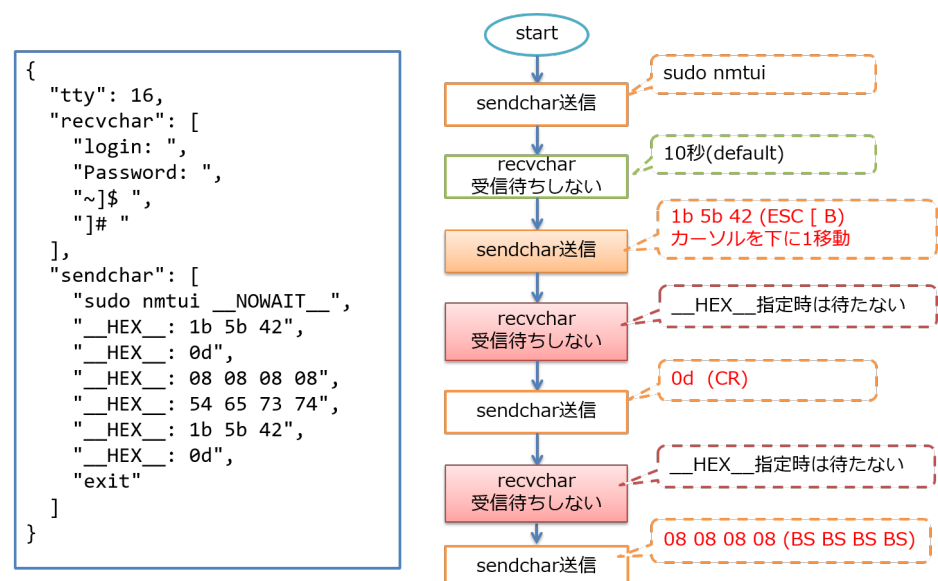 {
"tty": 16,
"recvchar": [
"login: ",
"Password: ",
"~]$ ",
"]# "
],
"sendchar": [
"sudo nmtui __NOWAIT__",
"__HEX__: 1b 5b 42",
"__HEX__: 0d",
"__HEX__: 08 08 08 08",
"__HEX__: 54 65 73 74",
"__HEX__: 1b 5b 42",
"__HEX__: 0d",
"exit"
]
}
start
sendchar送信
sudo nmtui
recvchar
受信待ちしない
10秒(default)
sendchar送信
1b 5b 42 (ESC [ B)
カーソルを下に1移動
recvchar
受信待ちしない
__HEX__指定時は待たない
sendchar送信
0d  (CR)
recvchar
受信待ちしない
__HEX__指定時は待たない
sendchar送信
08 08 08 08 (BS BS BS BS)